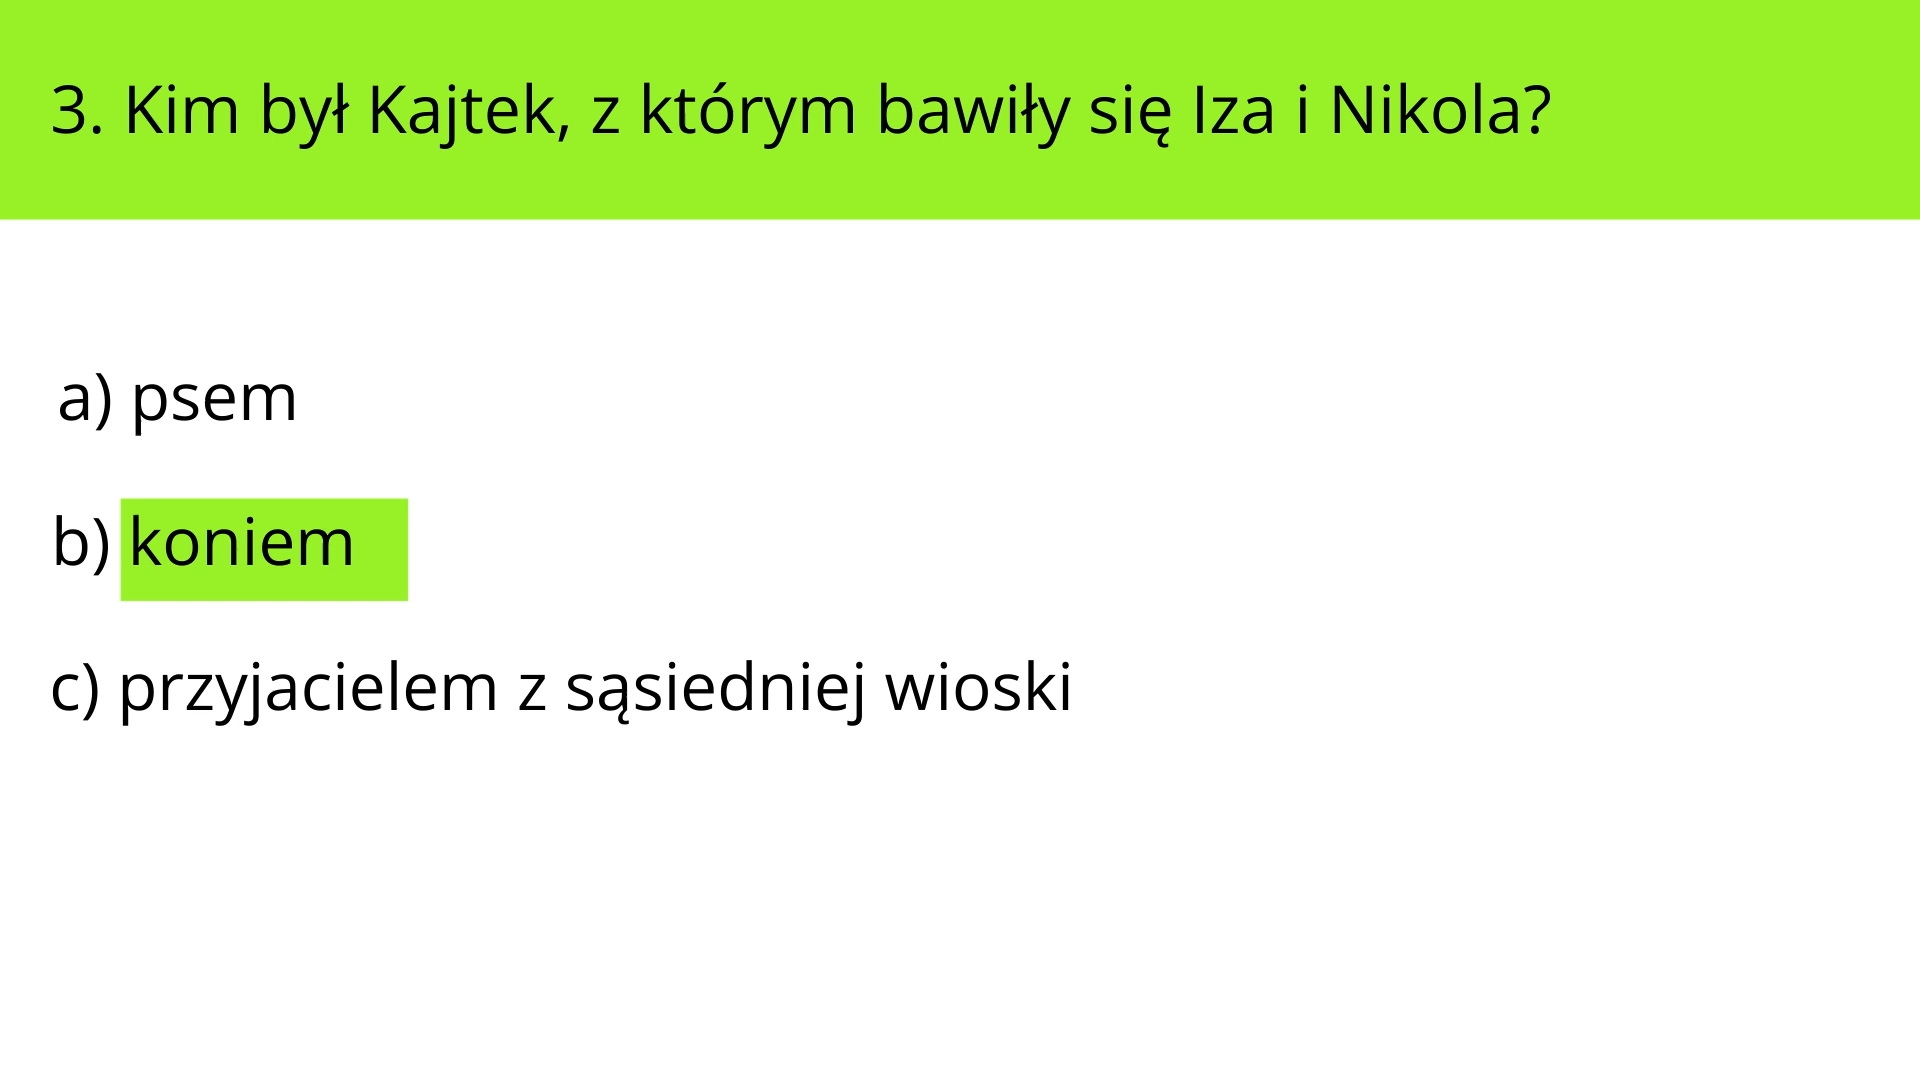 3. Kim był Kajtek, z którym bawiły się Iza i Nikola?
a) psem
b) koniem
c) przyjacielem z sąsiedniej wioski